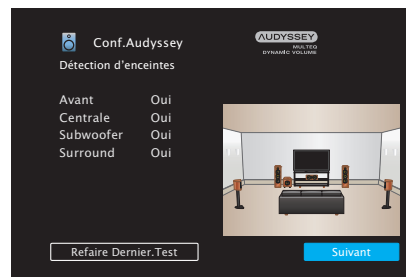 Conf.Audyssey
AUDYSSEY
MULTEQ
DYNAMIC VOLUME
Détection d'enceintes
Avant Oui
Centrale Oui
Subwoofer Oui
Surround Oui
Refaire Dernier.Test
Suivant